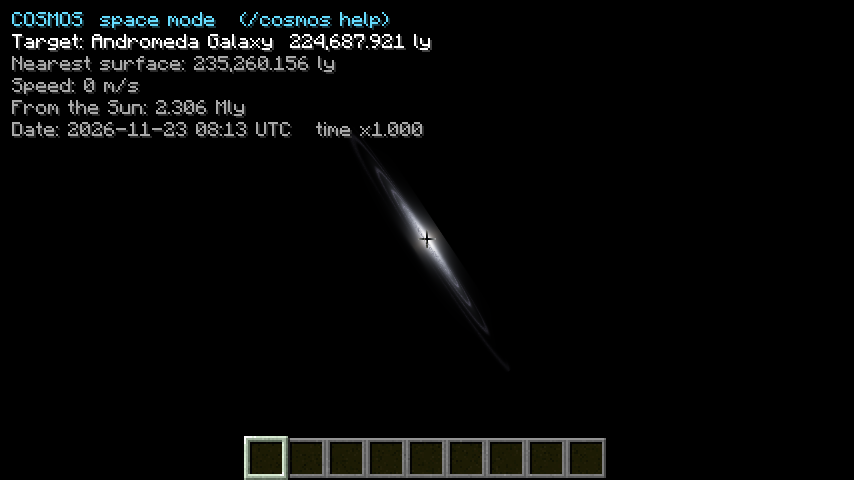 COSMOS space mode (/cosmos help)
Target: Andromeda Galaxy 224,687.921 ly
Nearest surface: 235,260.156 ly
Speed: 0 m/s
From the Sun: 2.306 Mly
Date: 2026-11-23 08:13 UTC time x1.000